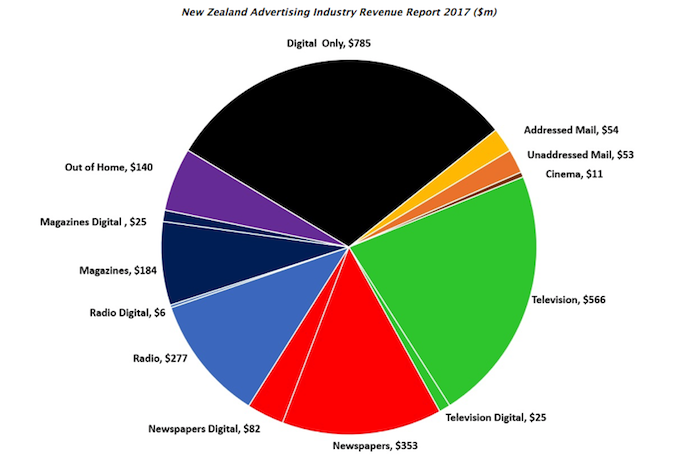 New Zealand Advertising Industry Revenue Report 2017 ($m)
Digital  Only, $785
Addressed Mail, $54
Unaddressed Mail, $53
Cinema, $11
Television, $566
Television Digital, $25
Newspapers, $353
Newspapers Digital, $82
Radio, $277
Radio Digital, $6
Magazines, $184
Magazines Digital , $25
Out of Home, $140